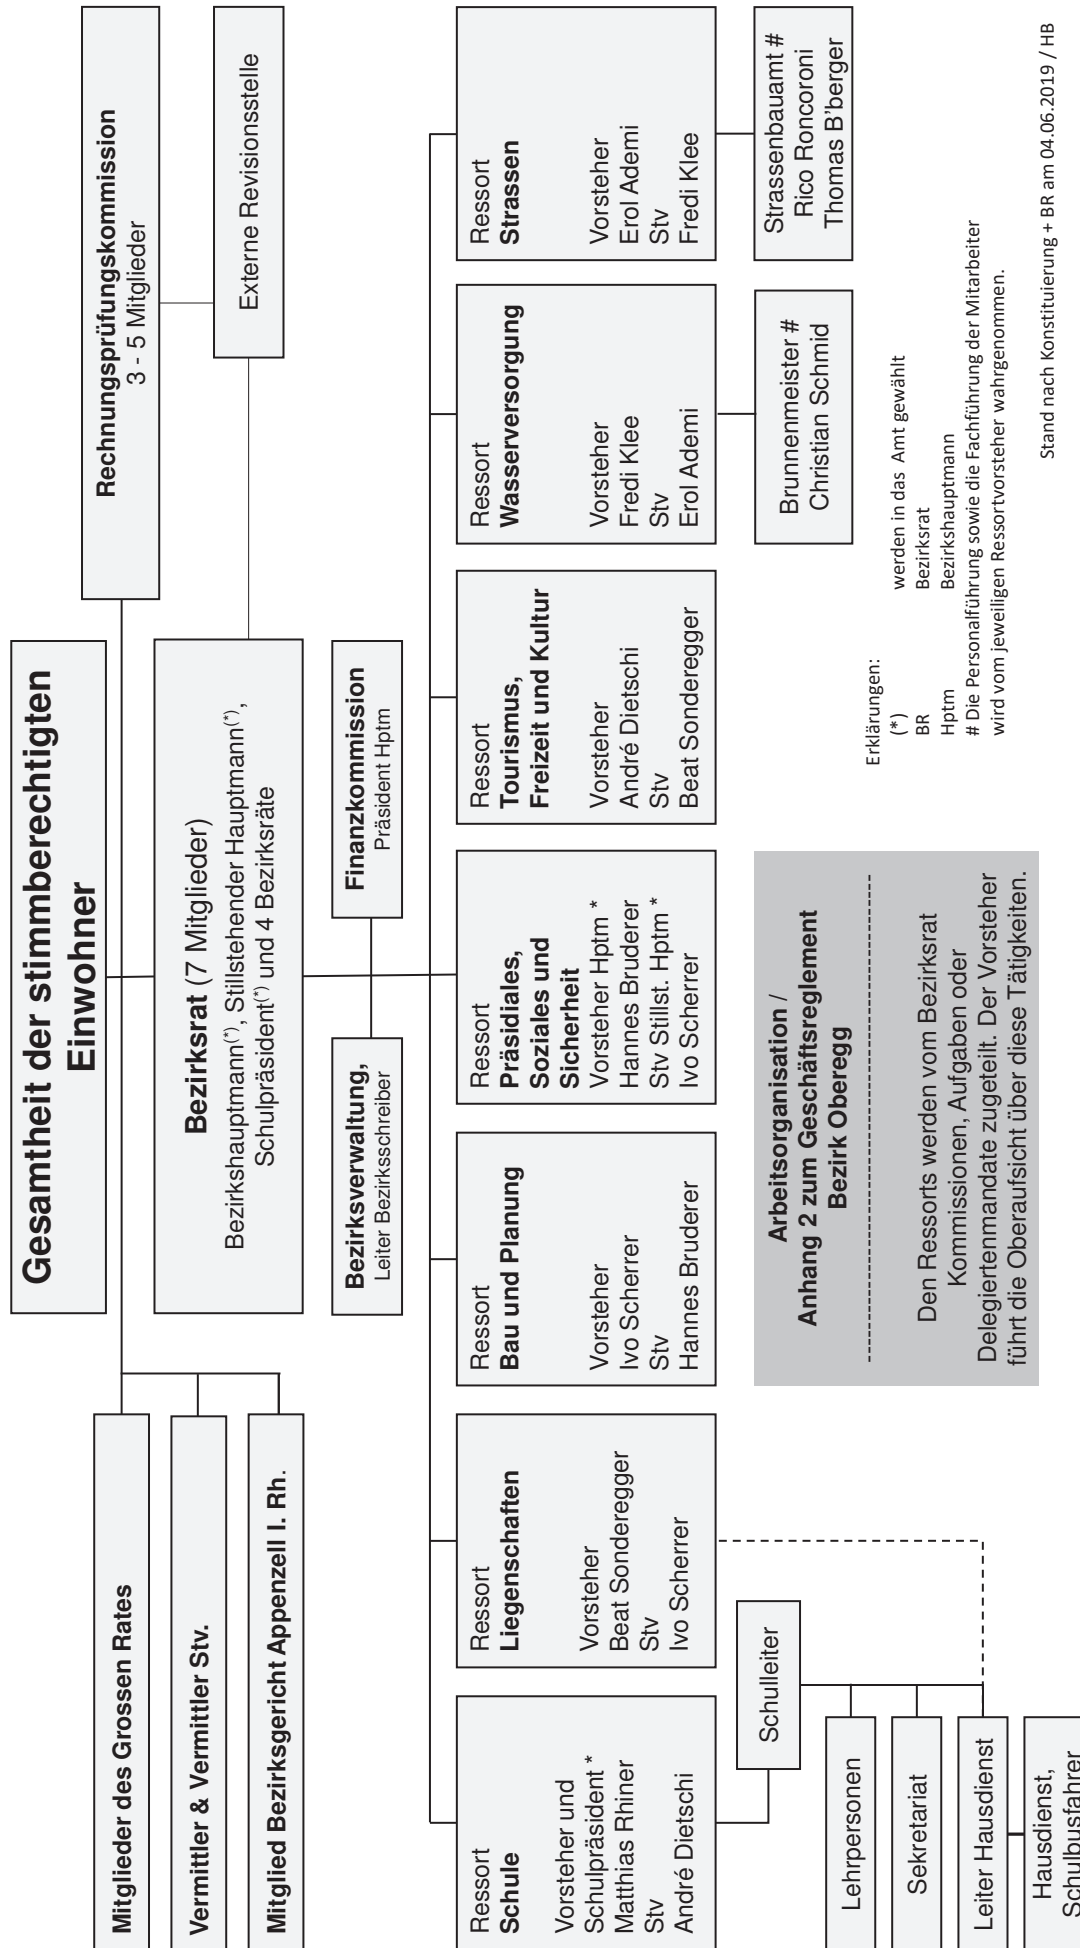 Gesamtheit der stimmberechtigten
Einwohner
Mitglieder des Grossen Rates
Vermittler & Vermittler Stv.
Mitglied Bezirksgericht Appenzell I. Rh.
Rechnungsprüfungskommission
3 - 5 Mitglieder
Externe Revisionsstelle
Bezirksrat (7 Mitglieder)
Bezirkshauptmann(*), Stillstehender Hauptmann(*),
Schulpräsident(*) und 4 Bezirksräte
Bezirksverwaltung,
Leiter Bezirksschreiber
Finanzkommission
Präsident Hptm
Ressort
Schule
Vorsteher und
Schulpräsident *
Matthias Rhiner
Stv
André Dietschi
Ressort
Liegenschaften
Vorsteher
Beat Sonderegger
Stv
Ivo Scherrer
Ressort
Bau und Planung
Vorsteher
Ivo Scherrer
Stv
Hannes Bruderer
Ressort
Präsidiales,
Soziales und
Sicherheit
Vorsteher Hptm *
Hannes Bruderer
Stv Stillst. Hptm *
Ivo Scherrer
Ressort
Tourismus,
Freizeit und Kultur
Vorsteher
André Dietschi
Stv
Beat Sonderegger
Ressort
Wasserversorgung
Vorsteher
Fredi Klee
Stv
Erol Ademi
Ressort
Strassen
Vorsteher
Erol Ademi
Stv
Fredi Klee
Schulleiter
Lehrpersonen
Sekretariat
Leiter Hausdienst
Hausdienst,
Schulbusfahrer
Arbeitsorganisation /
Anhang 2 zum Geschäftsreglement
Bezirk Oberegg
Den Ressorts werden vom Bezirksrat
Kommissionen, Aufgaben oder
Delegiertenmandate zugeteilt. Der Vorsteher
führt die Oberaufsicht über diese Tätigkeiten.
Brunnenmeister #
Christian Schmid
Strassenbauamt #
Rico Roncoroni
Thomas B'berger
Erklärungen:
(*) werden in das Amt gewählt
BR Bezirksrat
Hptm Bezirkshauptmann
# Die Personalführung sowie die Fachführung der Mitarbeiter
wird vom jeweiligen Ressortvorsteher wahrgenommen.
Stand nach Konstituierung + BR am 04.06.2019 / HB